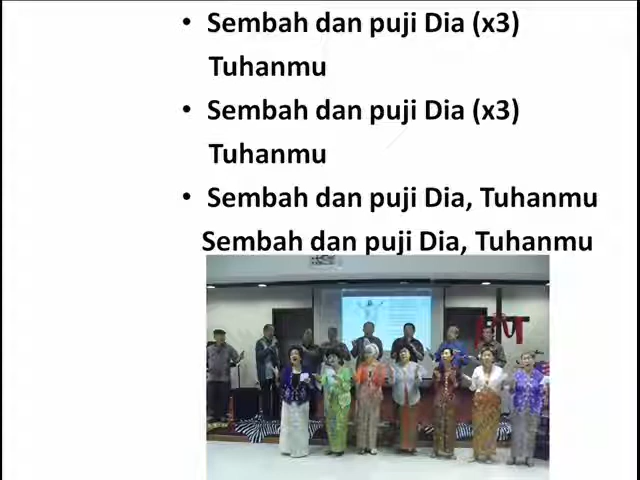 • Sembah dan puji Dia (x3)
Tuhanmu
• Sembah dan puji Dia (x3)
Tuhanmu
• Sembah dan puji Dia, Tuhanmu
Sembah dan puji Dia, Tuhanmu